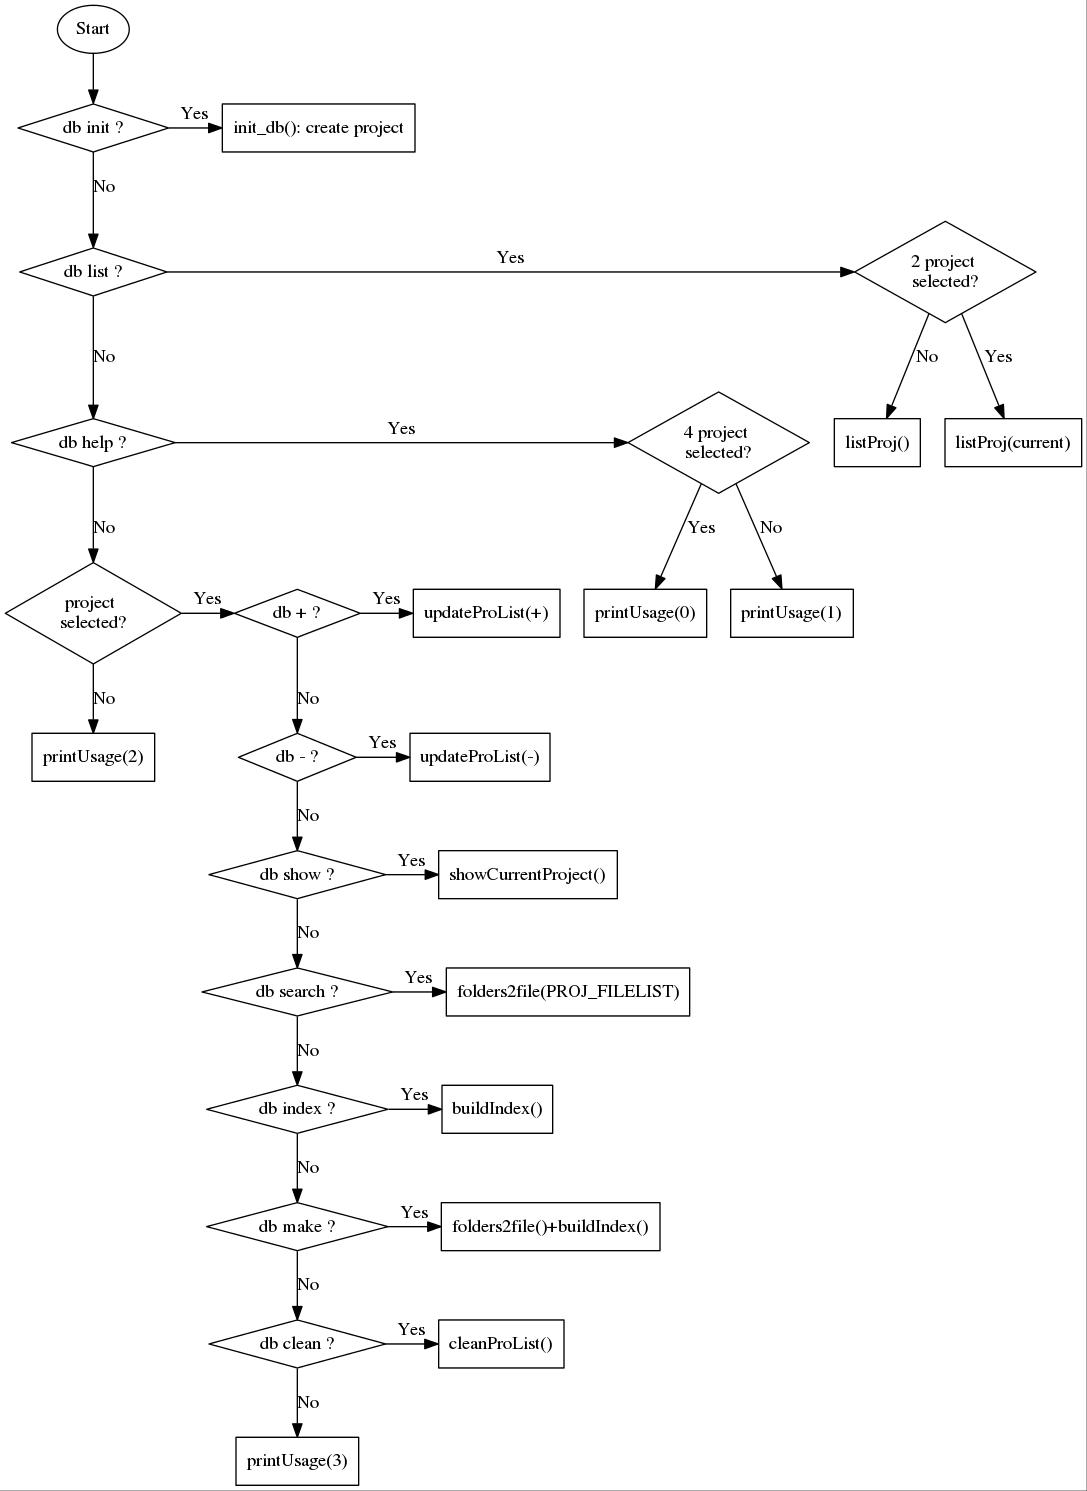 Start
db init ?
Yes
init_db(): create project
No
db list ?
Yes
2 project
selected?
No
No
Yes
listProj()
listProj(current)
db help ?
Yes
4 project
selected?
No
Yes
No
project
selected?
Yes
db + ?
Yes
updateProList(+)
printUsage(0)
printUsage(1)
No
No
printUsage(2)
db - ?
Yes
updateProList(-)
No
db show ?
Yes
showCurrentProject()
No
db search ?
Yes
folders2file(PROJ_FILELIST)
No
db index ?
Yes
buildIndex()
No
db make ?
Yes
folders2file()+buildIndex()
No
db clean ?
Yes
cleanProList()
No
printUsage(3)